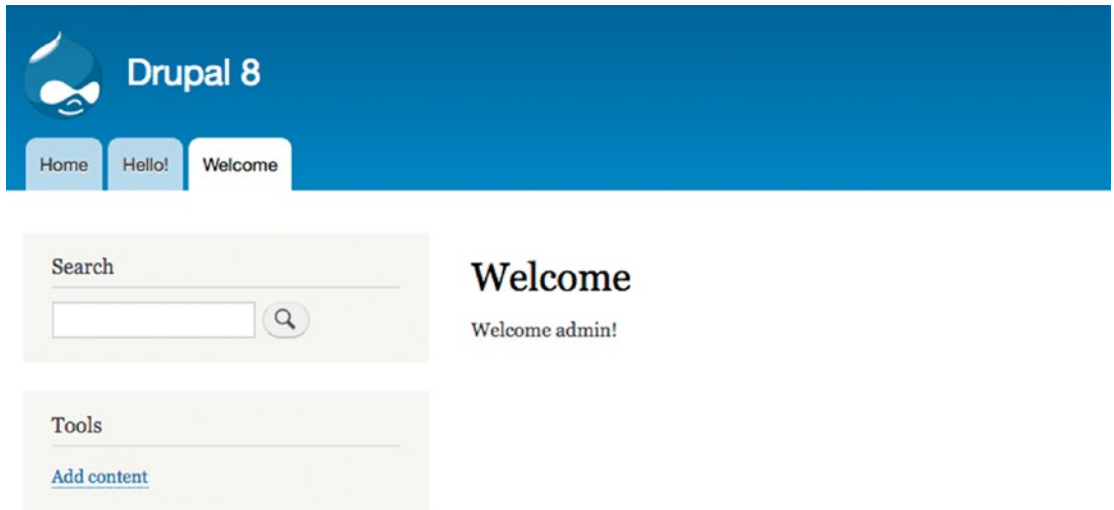 Drupal 8
Home Hello! Welcome
Search
Tools
Add content
Welcome
Welcome admin!